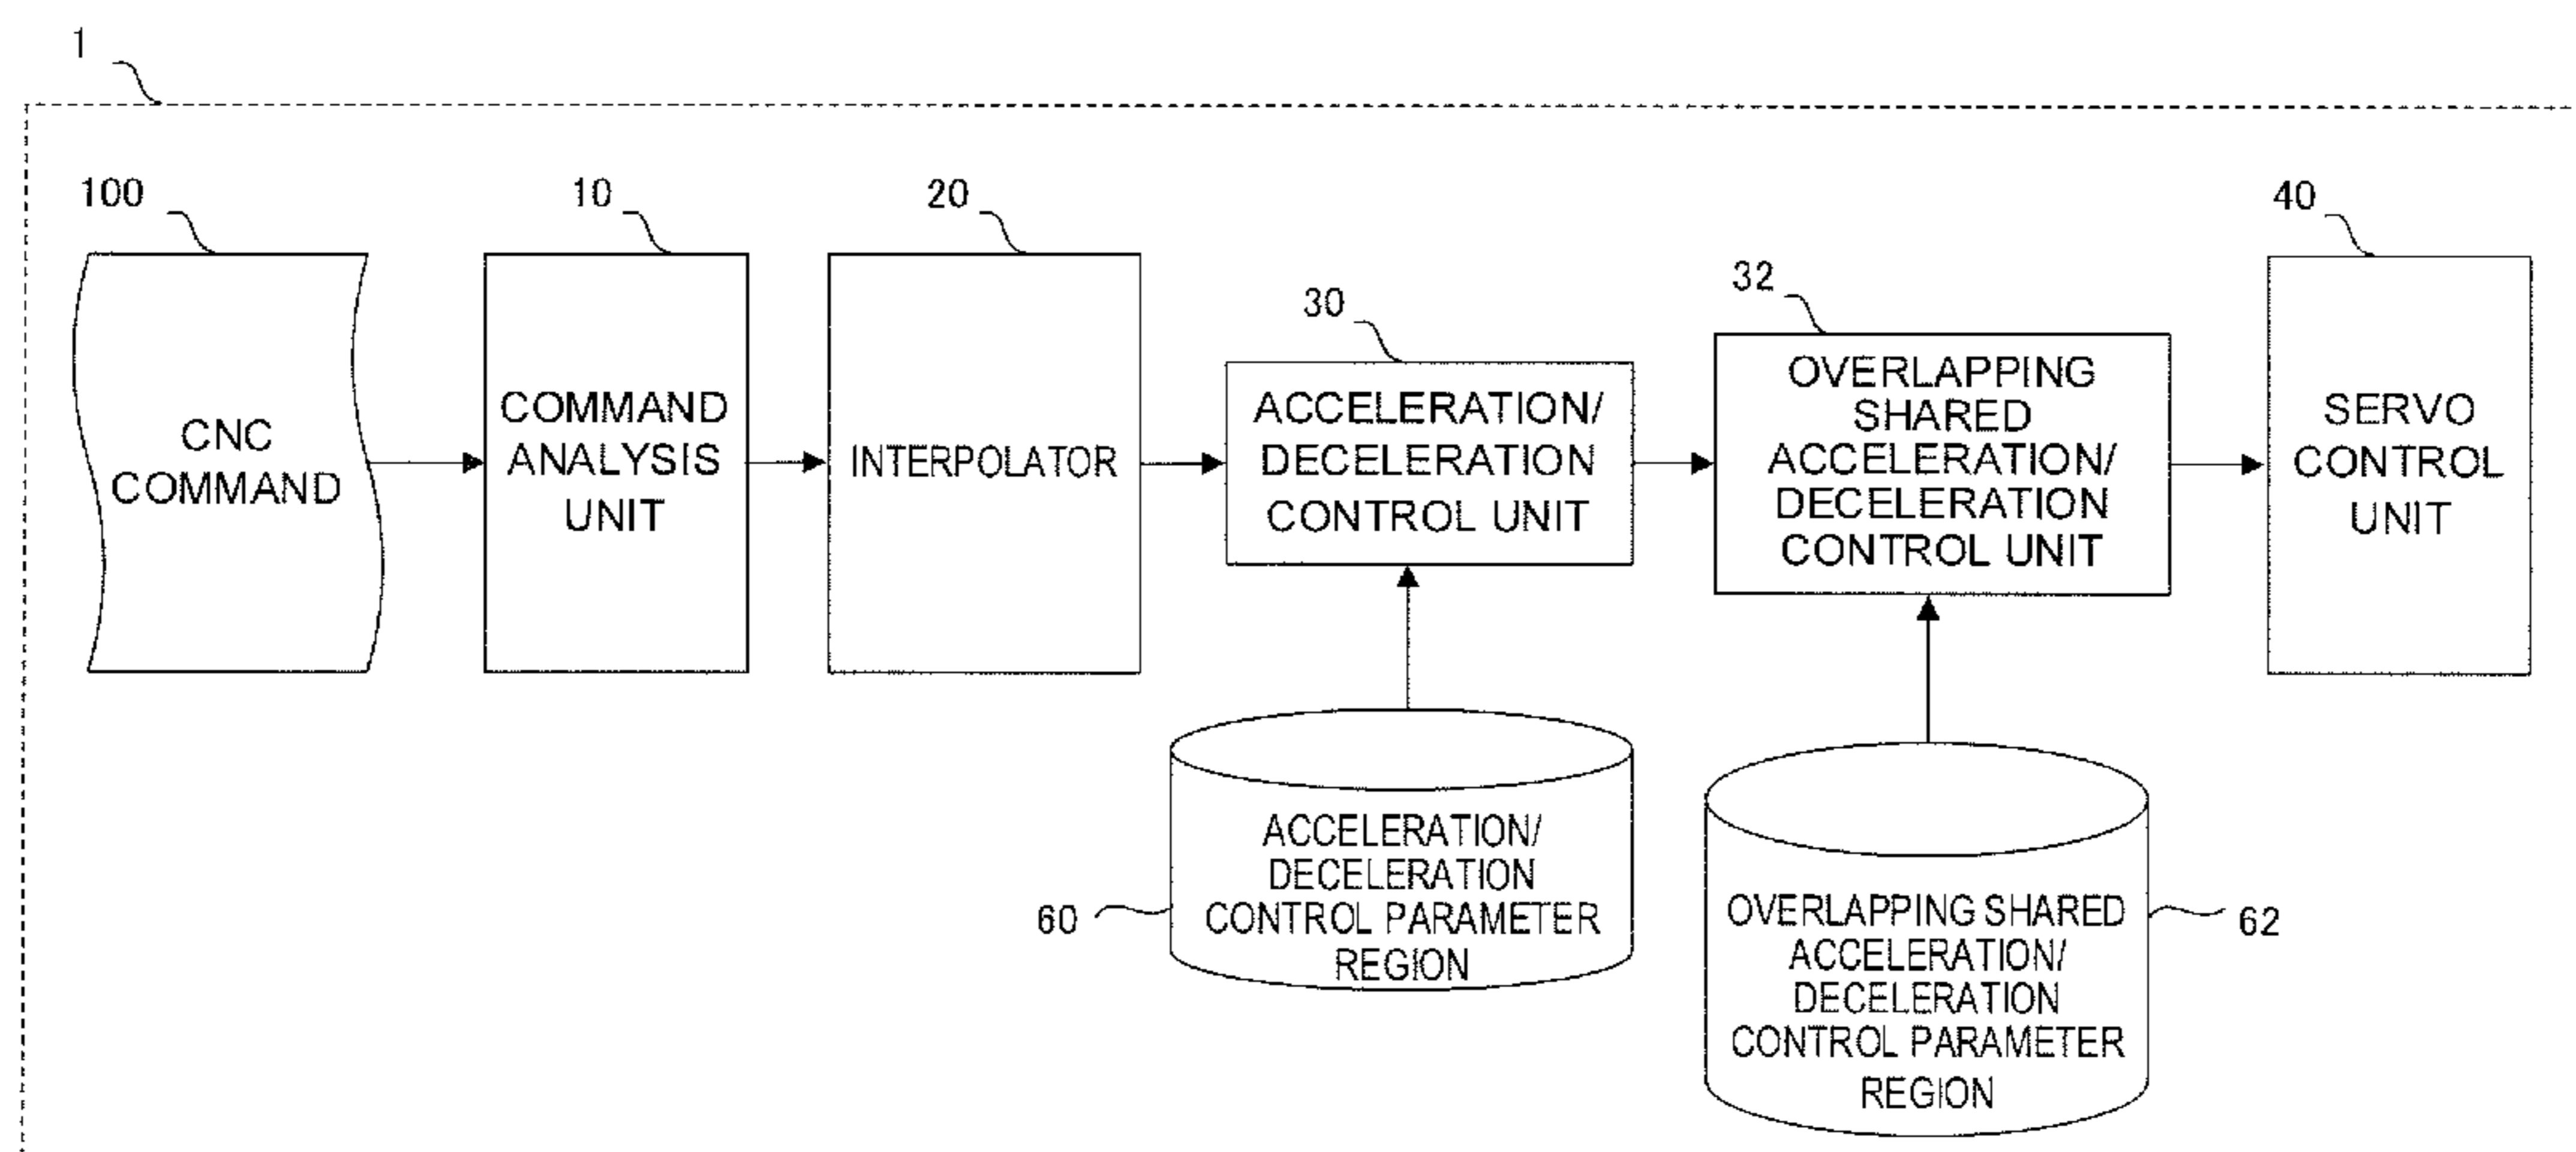 1
100
10
20
30
32
40
CNC
COMMAND
COMMAND
ANALYSIS
UNIT
INTERPOLATOR
ACCELERATION/
DECELERATION
CONTROL UNIT
OVERLAPPING
SHARED
ACCELERATION/
DECELERATION
CONTROL UNIT
SERVO
CONTROL
UNIT
60
ACCELERATION/
DECELERATION
CONTROL PARAMETER
REGION
OVERLAPPING SHARED
ACCELERATION/
DECELERATION
CONTROL PARAMETER
REGION
62